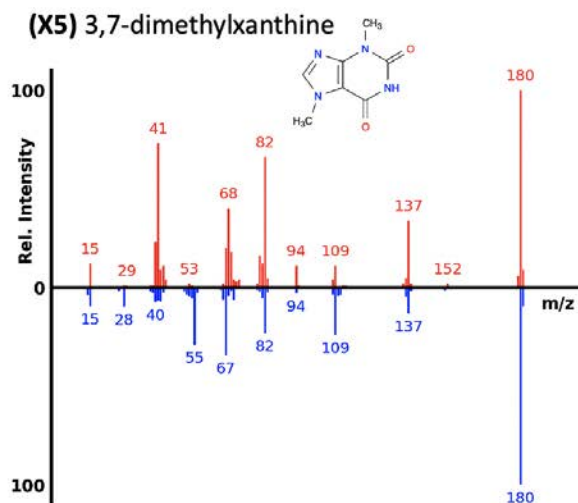 (X5) 3,7-dimethylxanthine
CH₃
N
N
O
N
NH
H₃C
O
100
Rel. Intensity
0
100
15
29
41
53
68
82
94
109
137
152
180
m/z
15
28
40
55
67
82
94
109
137
180